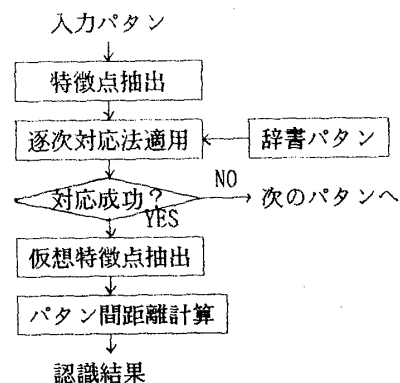 入力パタン
特徴点抽出
逐次対応法適用
辞書パタン
対応成功?
NO
次のパタンへ
YES
仮想特徴点抽出
パタン間距離計算
認識結果